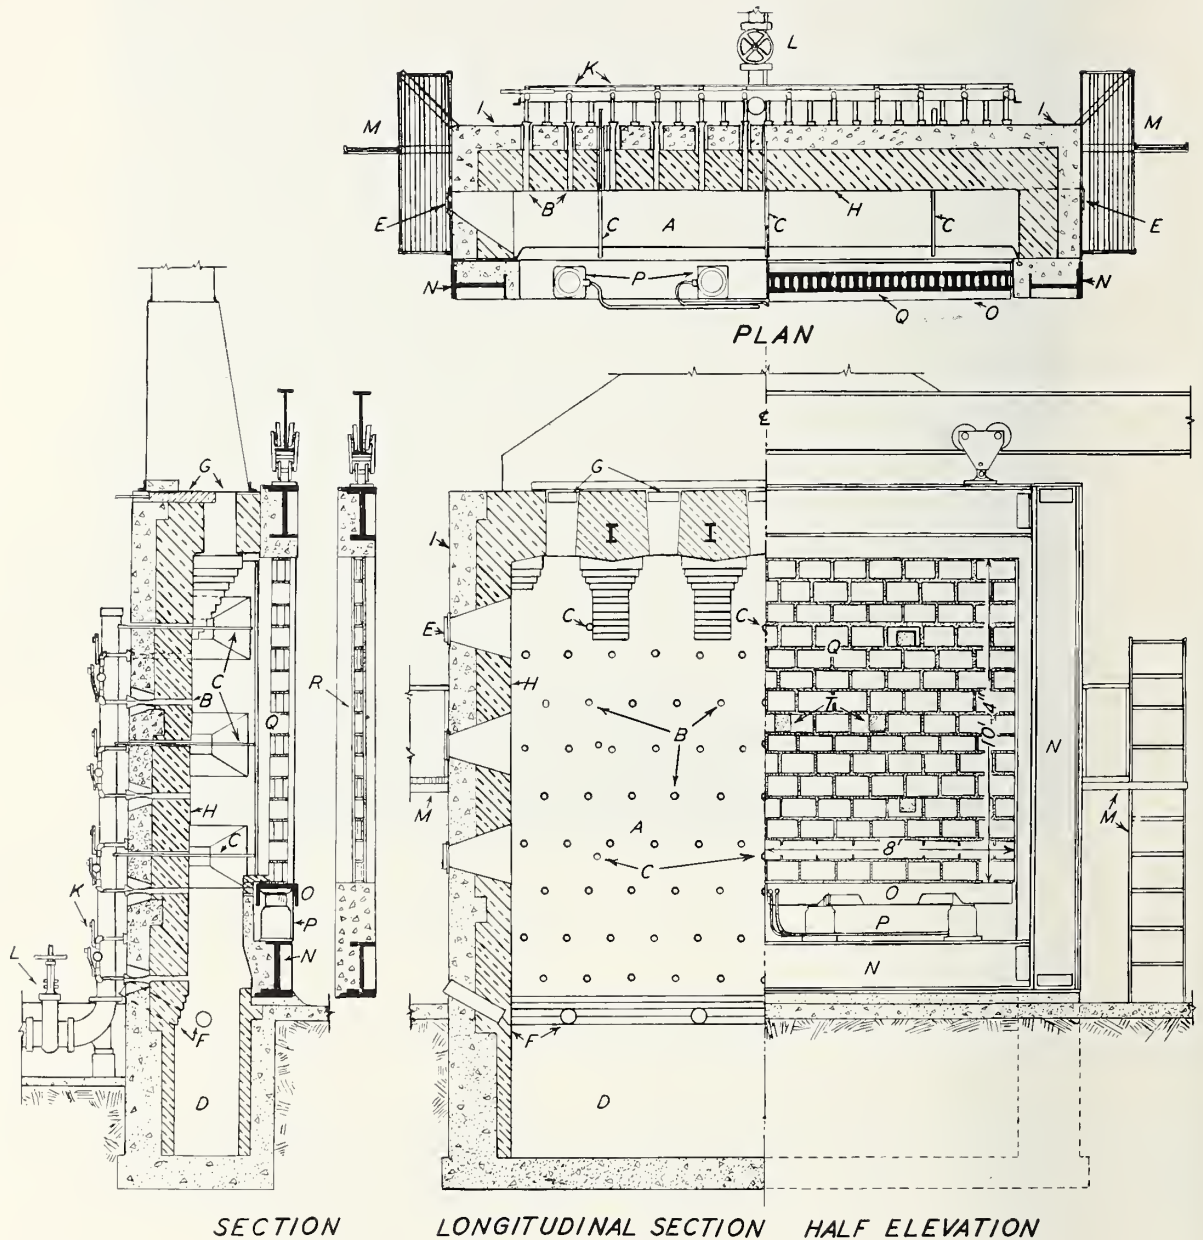 L
K
I
I
M
M
B
C
A
C
H
C
E
E
N
P
N
Q
O
PLAN
G
℄
G
I
I
I
E
C
C
C
H
Q
B
C
Q
R
B
10'-4"
N
M
H
A
M
C
C
8'
K
O
O
P
P
L
N
N
F
F
D
D
SECTION
LONGITUDINAL SECTION
HALF ELEVATION